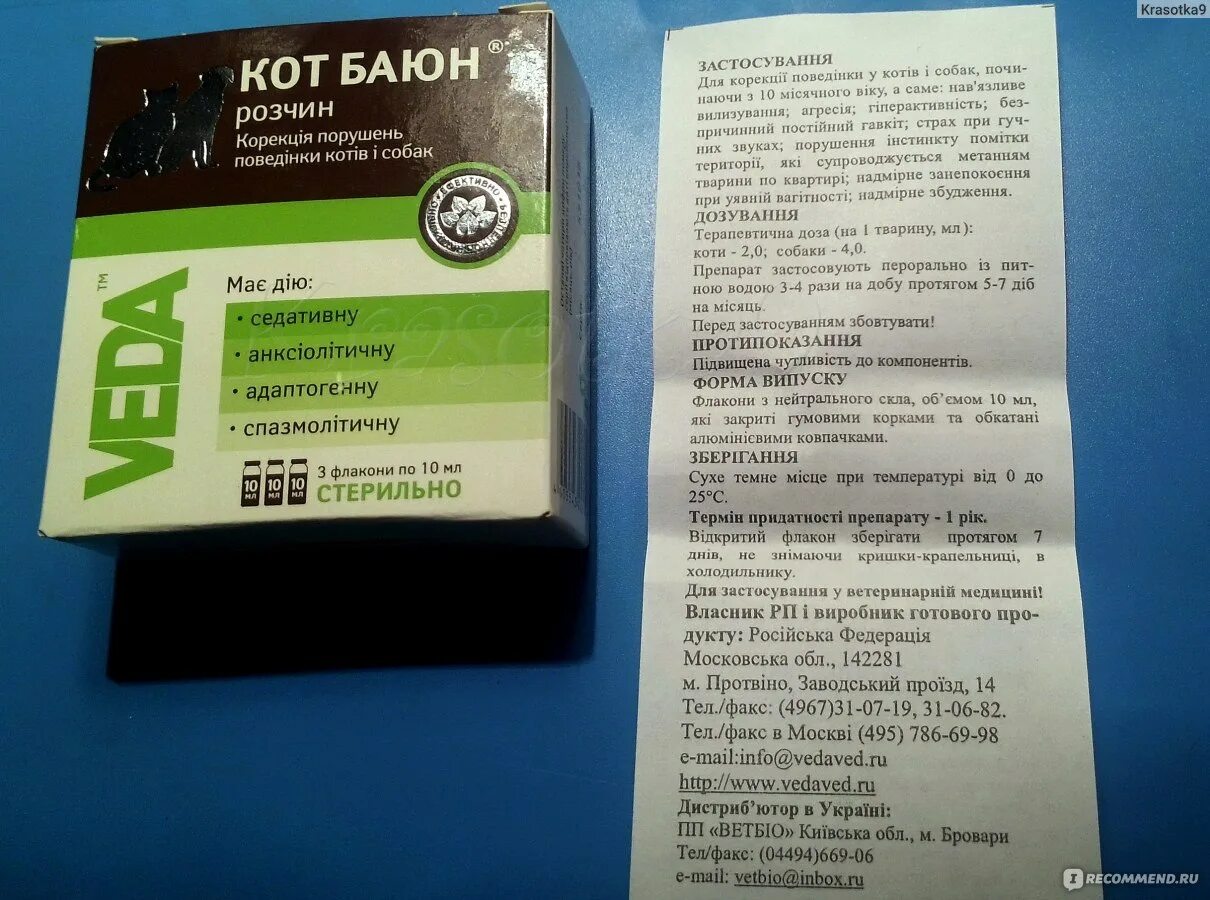 Krasotka9
КОТ БАЮН®
розчин
Корекція порушень
поведінки котів і собак
ЕФЕКТИВНО
VEDA™
Має дію:
• седативну
• анксіолітичну
• адаптогенну
• спазмолітичну
10 МЛ 10 МЛ 10 МЛ
3 флакони по 10 мл
СТЕРИЛЬНО
ЗАСТОСУВАННЯ
Для корекції поведінки у котів і собак, почи-
наючи з 10 місячного віку, а саме: нав'язливе
вилизування; агресія; гіперактивність; без-
причинний постійний гавкіт; страх при гуч-
них звуках; порушення інстинкту помітки
території, які супроводжується метанням
тварини по квартирі; надмірне занепокоєння
при уявній вагітності; надмірне збудження.
ДОЗУВАННЯ
Терапевтична доза (на 1 тварину, мл):
коти - 2,0; собаки - 4,0.
Препарат застосовують перорально із пит-
ною водою 3-4 рази на добу протягом 5-7 діб
на місяць.
Перед застосуванням збовтувати!
ПРОТИПОКАЗАННЯ
Підвищена чутливість до компонентів.
ФОРМА ВИПУСКУ
Флакони з нейтрального скла, об’ємом 10 мл,
які закриті гумовими корками та обкатані
алюмінієвими ковпачками.
ЗБЕРІГАННЯ
Сухе темне місце при температурі від 0 до
25°С.
Термін придатності препарату - 1 рік.
Відкритий флакон зберігати протягом 7
днів, не знімаючи кришки-крапельниці, в
холодильнику.
Для застосування у ветеринарній медицині!
Власник РП і виробник готового про-
дукту: Російська Федерація
Московська обл., 142281
м. Протвіно, Заводський проїзд, 14
Тел./факс: (4967)31-07-19, 31-06-82.
Тел./факс в Москві (495) 786-69-98
e-mail:info@vedaved.ru
http://www.vedaved.ru
Дистриб’ютор в Україні:
ПП «ВЕТБІО» Київська обл., м. Бровари
Тел/факс: (04494)669-06
e-mail: vetbio@inbox.ru
IRECOMMEND.RU